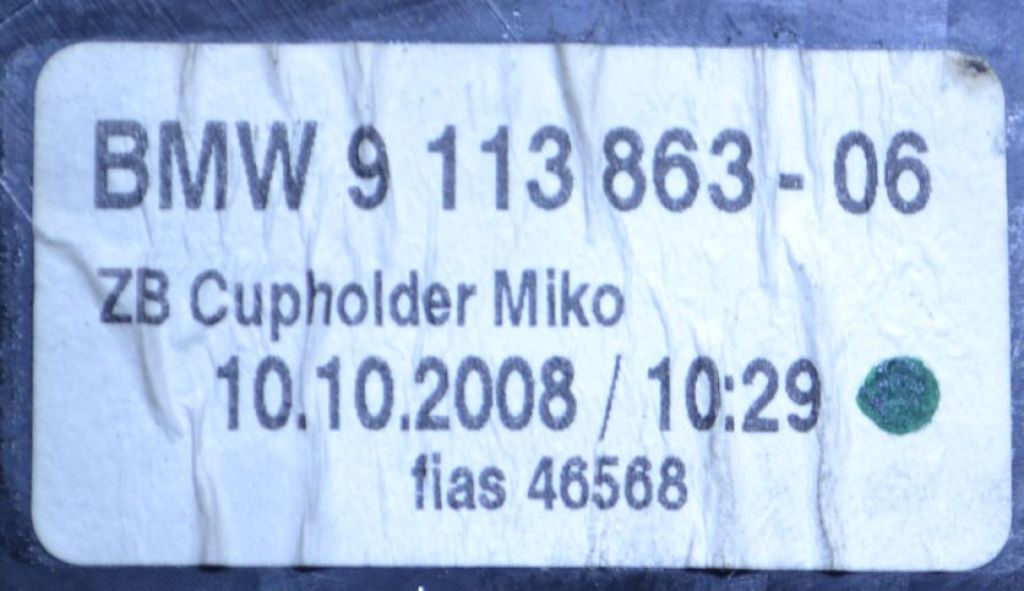 BMW 9 113 863 - 06
ZB Cupholder Miko
10.10.2008 / 10:29
fias 46568